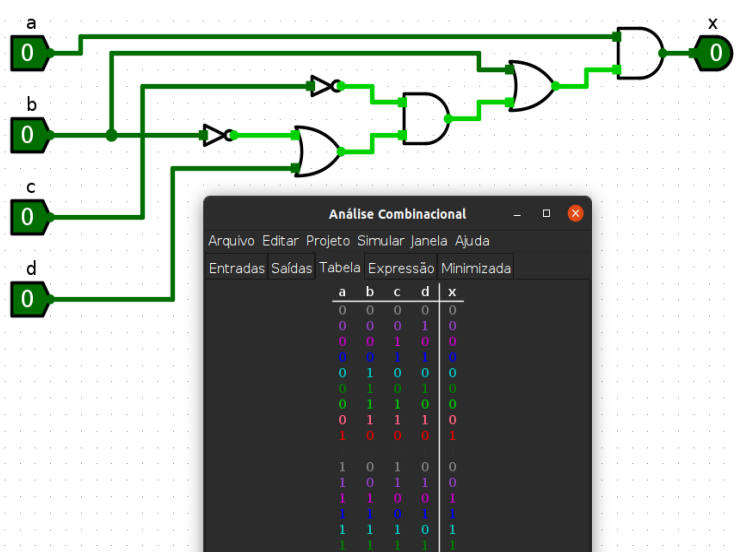 a
x
0
0
b
0
c
0
d
0
Análise Combinacional
Arquivo Editar Projeto Simular Janela Ajuda
Entradas Saídas Tabela Expressão Minimizada
a b c d x
0 0 0 0 0
0 0 0 1 0
0 0 1 0 0
0 0 1 1 0
0 1 0 0 0
0 1 0 1 0
0 1 1 0 0
0 1 1 1 0
1 0 0 0 1
1 0 1 0 0
1 0 1 1 0
1 1 0 0 1
1 1 0 1 1
1 1 1 0 1
1 1 1 1 1